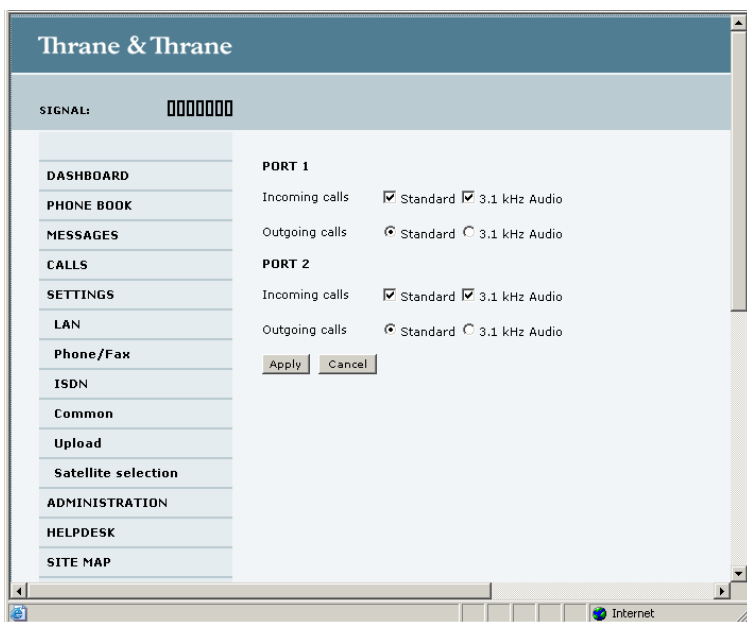 Thrane & Thrane
SIGNAL:
DASHBOARD
PHONE BOOK
MESSAGES
CALLS
SETTINGS
LAN
Phone/Fax
ISDN
Common
Upload
Satellite selection
ADMINISTRATION
HELPDESK
SITE MAP
PORT 1
Incoming calls Standard 3.1 kHz Audio
Outgoing calls Standard 3.1 kHz Audio
PORT 2
Incoming calls Standard 3.1 kHz Audio
Outgoing calls Standard 3.1 kHz Audio
Apply Cancel
Internet